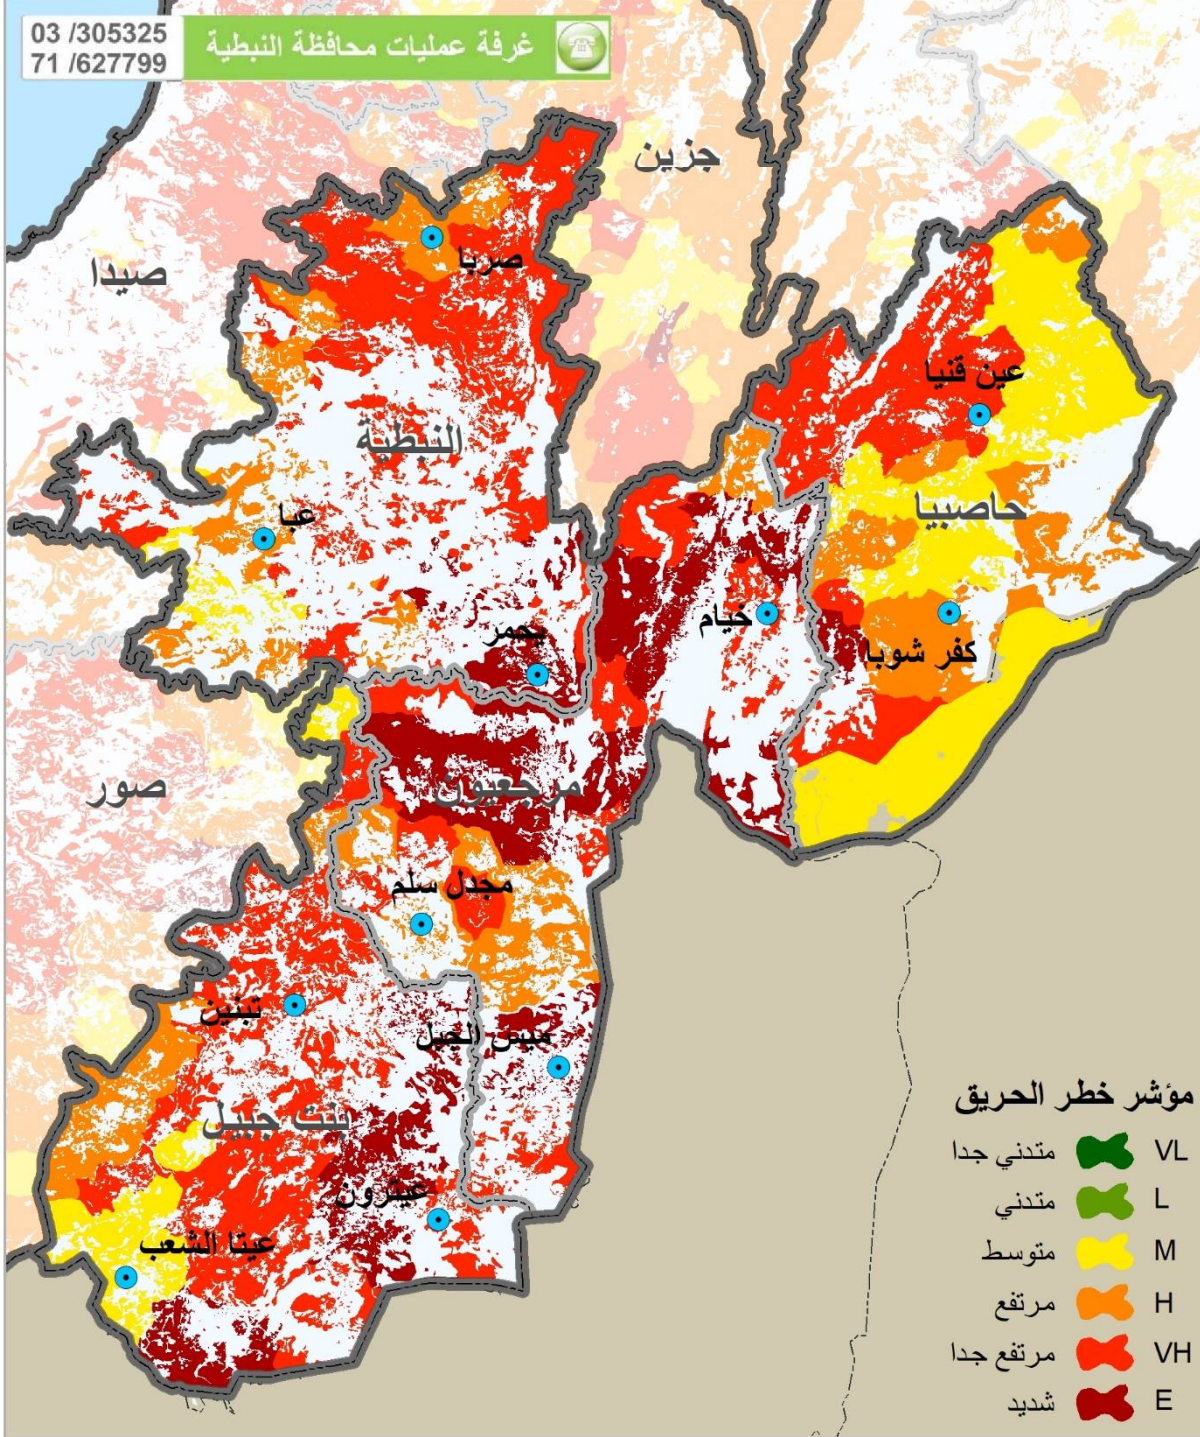 03 /305325
71 /627799
غرفة عمليات محافظة النبطية
جزين
صربا
صيدا
عين قنيا
النبطية
حاصبيا
عبا
خيام
يحمر
كفر شوبا
صور
مرجعيون
مجدل سلم
تبنين
ميس الجبل
بنت جبيل
عيترون
عيتا الشعب
مؤشر خطر الحريق
VL متدني جدا
L متدني
M متوسط
H مرتفع
VH مرتفع جدا
E شديد